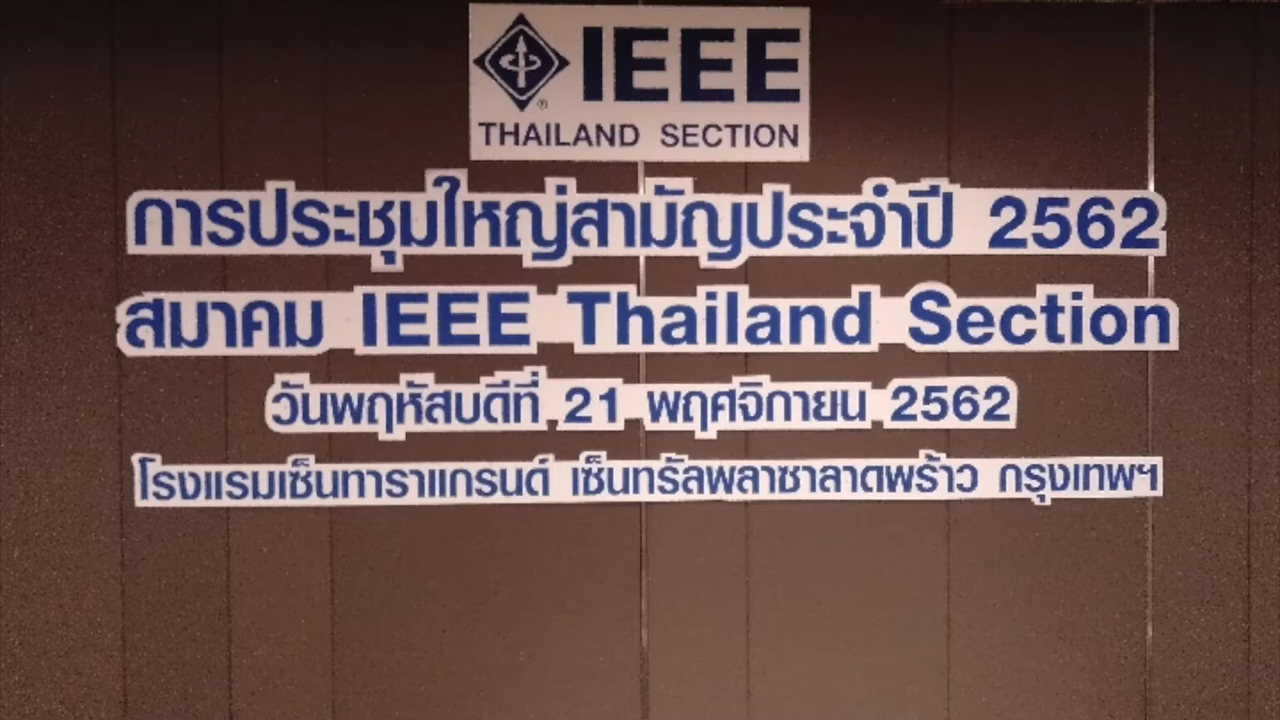 IEEE
THAILAND SECTION
การประชุมใหญ่สามัญประจำปี 2562
สมาคม IEEE Thailand Section
วันพฤหัสบดีที่ 21 พฤศจิกายน 2562
โรงแรมเซ็นทาราแกรนด์ เซ็นทรัลพลาซาลาดพร้าว กรุงเทพฯ